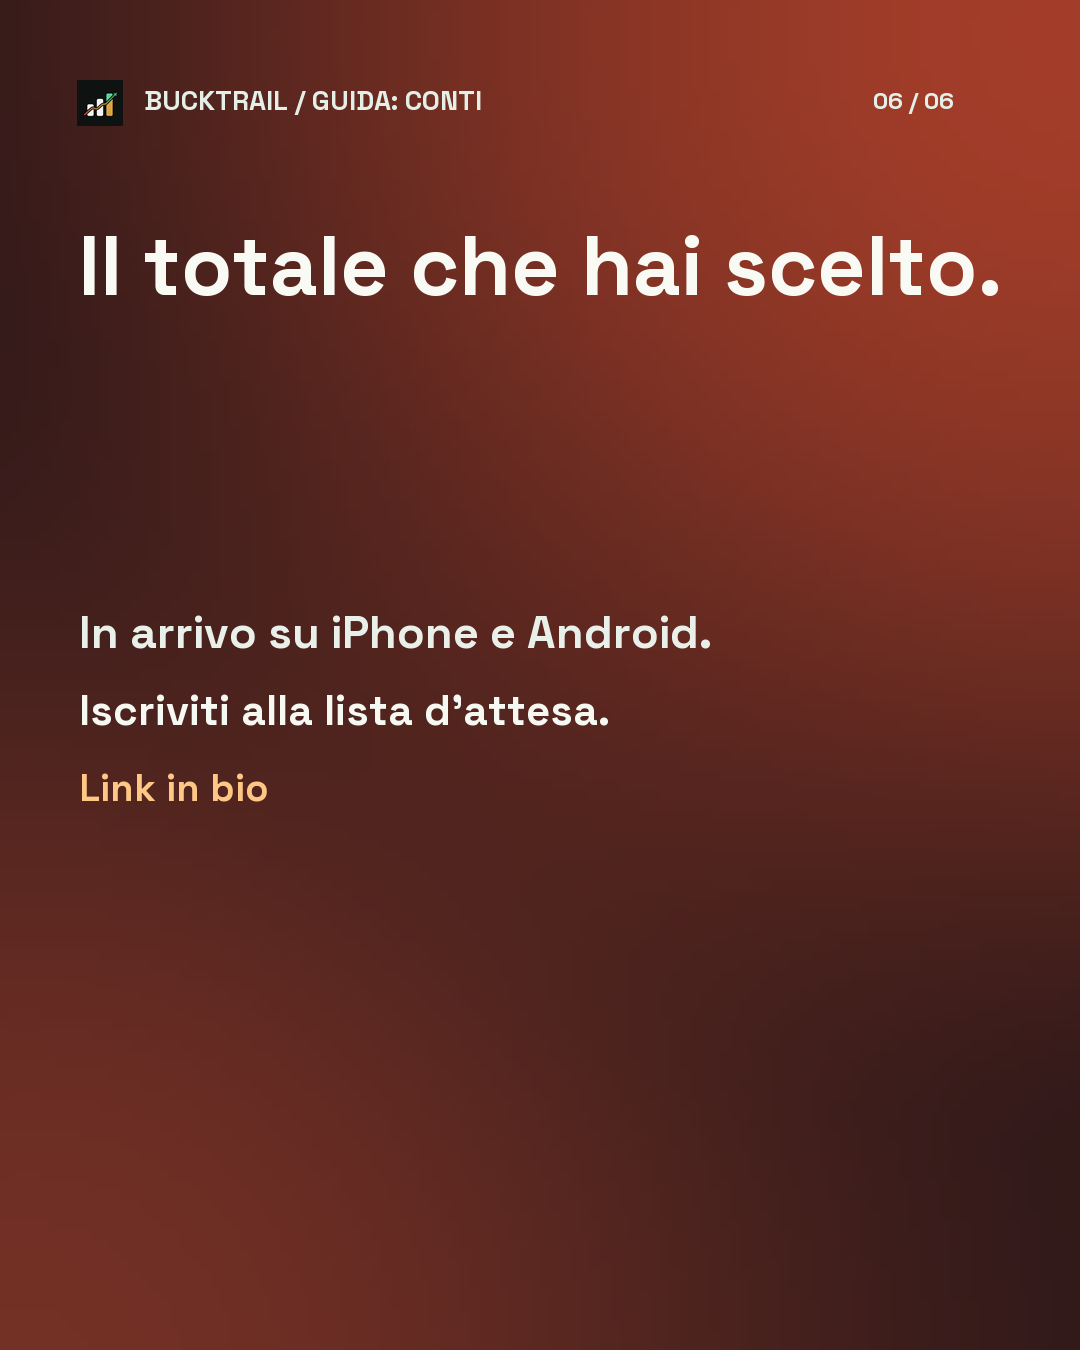 BUCKTRAIL / GUIDA: CONTI
06 / 06
Il totale che hai scelto.
In arrivo su iPhone e Android.
Iscriviti alla lista d’attesa.
Link in bio